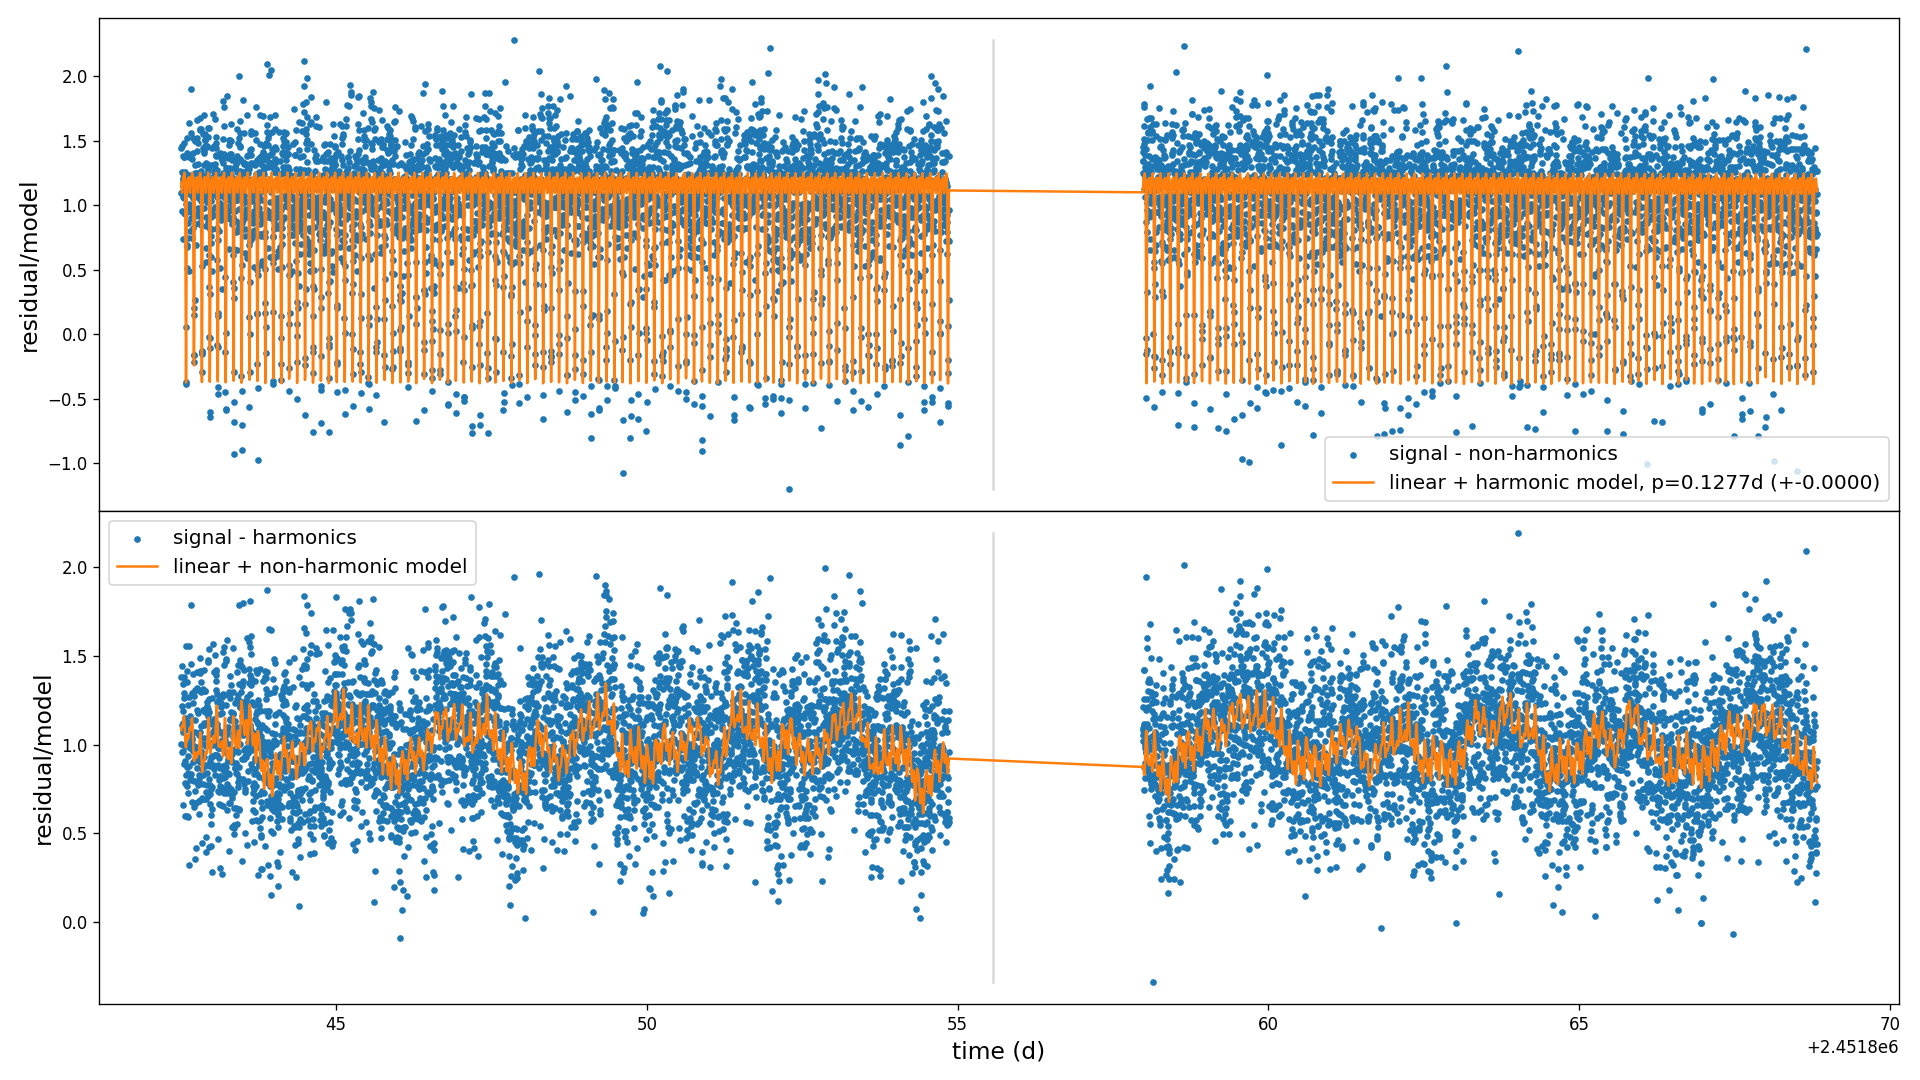 2.0
1.5
1.0
0.5
0.0
−0.5
−1.0
residual/model
signal - non-harmonics
linear + harmonic model, p=0.1277d (+-0.0000)
signal - harmonics
linear + non-harmonic model
2.0
1.5
1.0
0.5
0.0
residual/model
45 50 55 60 65 70
time (d)
+2.4518e6